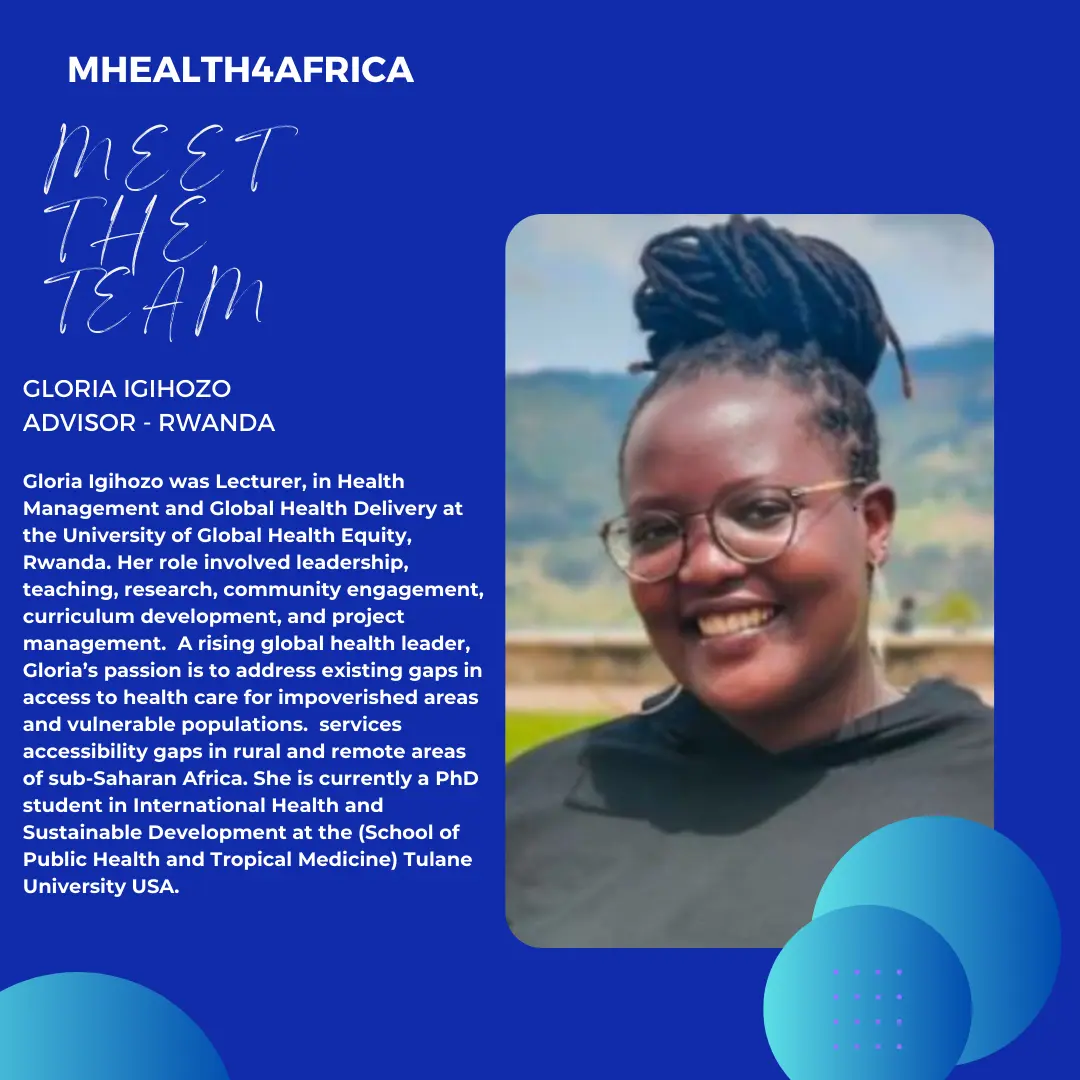 MHEALTH4AFRICA
MEET
THE
TEAM
GLORIA IGIHOZO
ADVISOR - RWANDA
Gloria Igihozo was Lecturer, in Health
Management and Global Health Delivery at
the University of Global Health Equity,
Rwanda. Her role involved leadership,
teaching, research, community engagement,
curriculum development, and project
management.  A rising global health leader,
Gloria’s passion is to address existing gaps in
access to health care for impoverished areas
and vulnerable populations.  services
accessibility gaps in rural and remote areas
of sub-Saharan Africa. She is currently a PhD
student in International Health and
Sustainable Development at the (School of
Public Health and Tropical Medicine) Tulane
University USA.